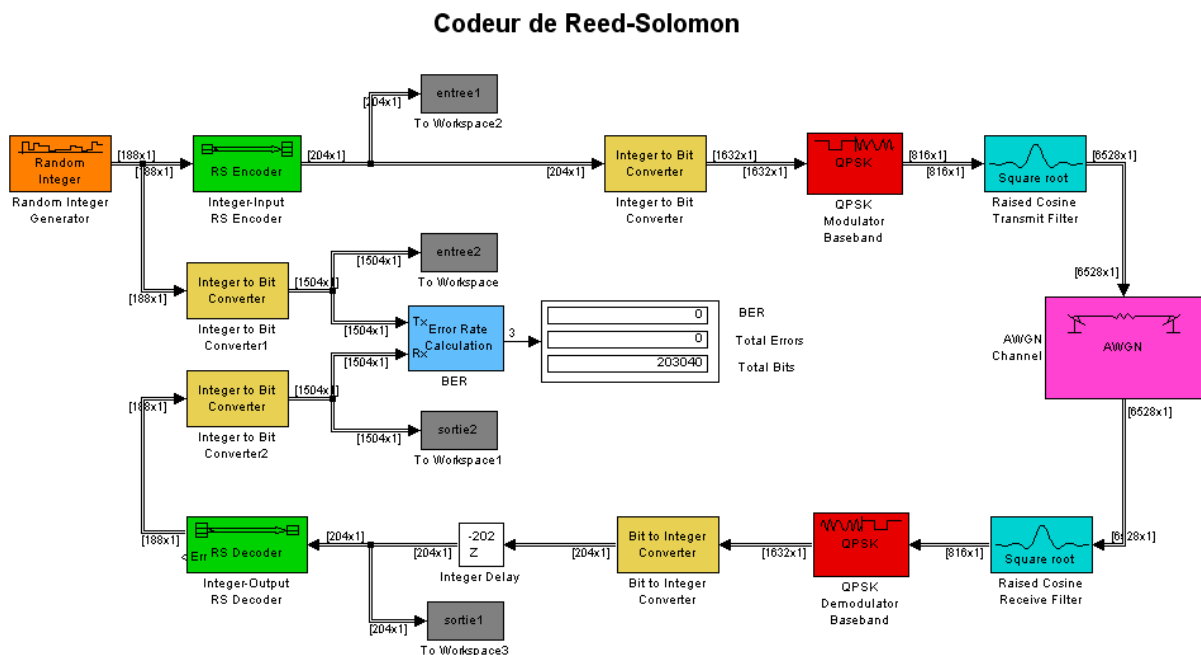 Codeur de Reed-Solomon
entree1
To Workspace2
[204x1]
[188x1]
[204x1]
[1632x1]
[816x1]
[6528x1]
Random
Integer
RS Encoder
Integer to Bit
Converter
QPSK
Square root
[188x1]
[204x1]
[1632x1]
[816x1]
Random Integer
Generator
Integer-Input
RS Encoder
Integer to Bit
Converter
QPSK
Modulator
Baseband
Raised Cosine
Transmit Filter
entree2
To Workspace
[1504x1]
[1504x1]
[188x1]
Integer to Bit
Converter
Integer to Bit
Converter1
[1504x1]
[6528x1]
Tx
Rx
Error Rate
Calculation
BER
3
0
BER
0
Total Errors
203040
Total Bits
AWGN
Channel
AWGN
[1504x1]
[1504x1]
[188x1]
Integer to Bit
Converter
Integer to Bit
Converter2
[1504x1]
sortie2
To Workspace1
[6528x1]
[188x1]
RS Decoder
Err
Integer-Output
RS Decoder
[204x1]
[204x1]
-202
Z
Integer Delay
[204x1]
Bit to Integer
Converter
Bit to Integer
Converter
[1632x1]
QPSK
QPSK
Demodulator
Baseband
[816x1]
Square root
Raised Cosine
Receive Filter
[6528x1]
sortie1
[204x1]
To Workspace3